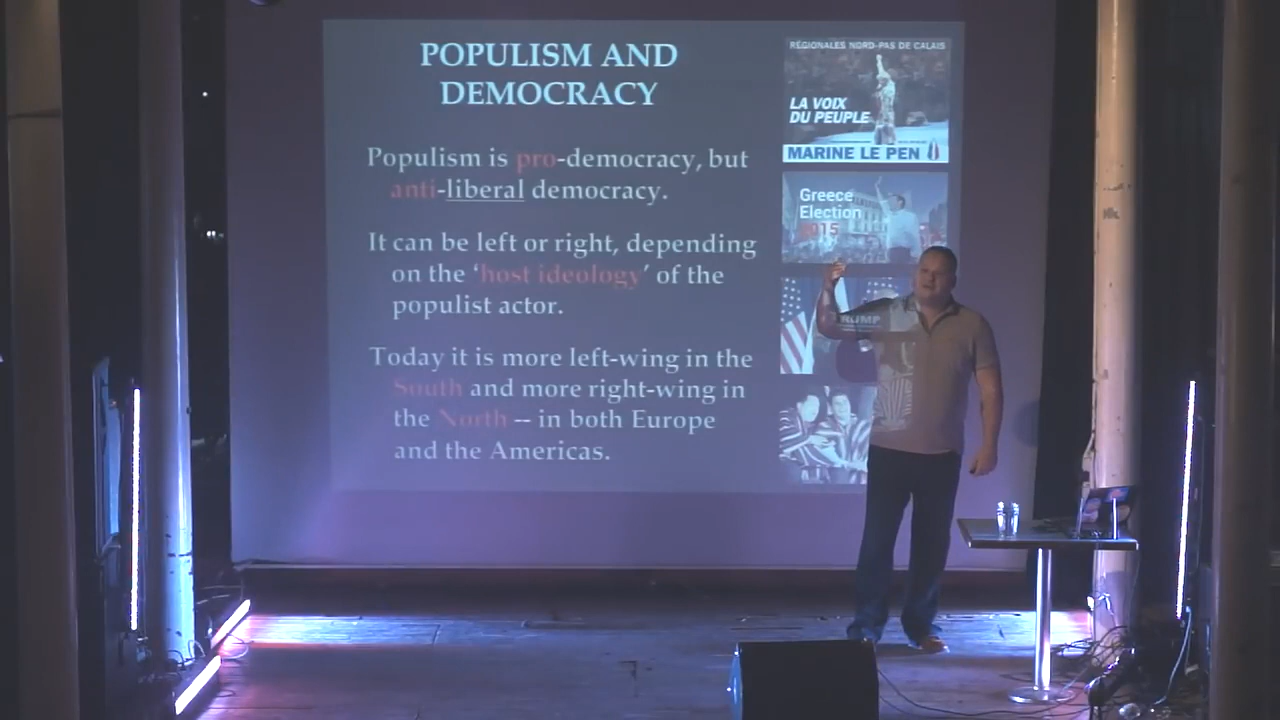 POPULISM AND
DEMOCRACY
Populism is pro-democracy, but
anti-liberal democracy.
It can be left or right, depending
on the ‘host ideology’ of the
populist actor.
Today it is more left-wing in the
South and more right-wing in
the North -- in both Europe
and the Americas.
RÉGIONALES NORD-PAS DE CALAIS
LA VOIX
DU PEUPLE
MARINE LE PEN
Greece
Election
2015
TRUMP